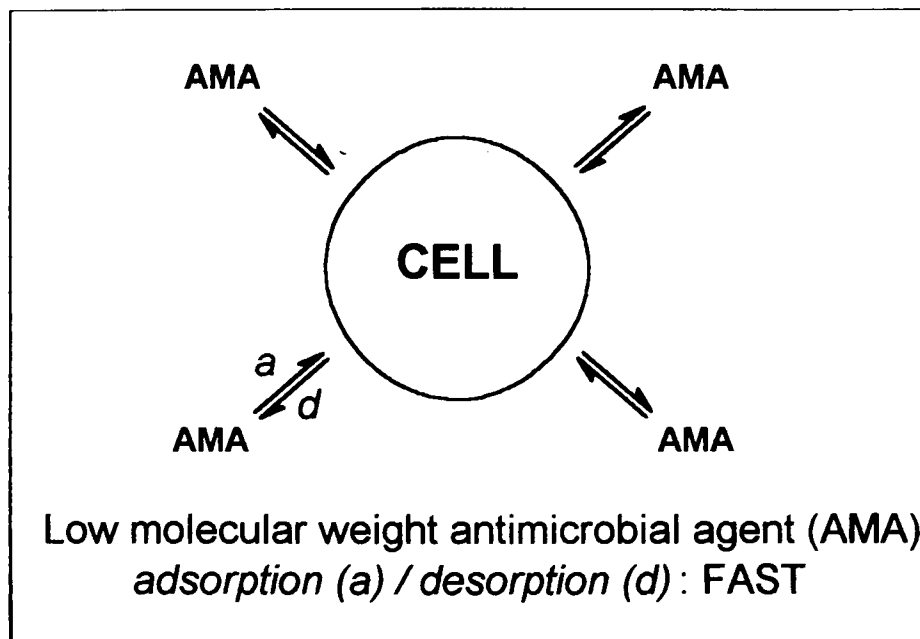 AMA AMA
CELL
a
d
AMA AMA
Low molecular weight antimicrobial agent (AMA)
adsorption (a) / desorption (d) : FAST